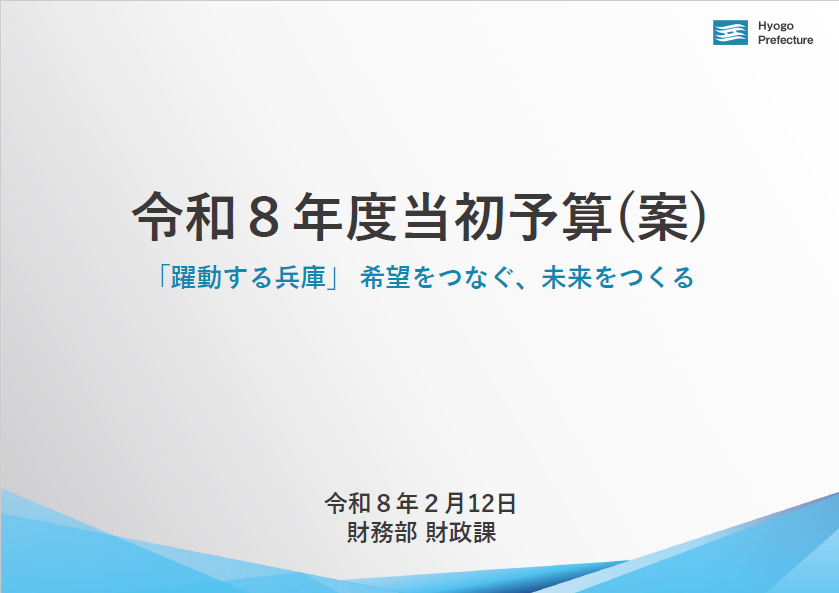 Hyogo
Prefecture
令和８年度当初予算(案)
「躍動する兵庫」 希望をつなぐ、未来をつくる
令和８年２月12日
財務部 財政課